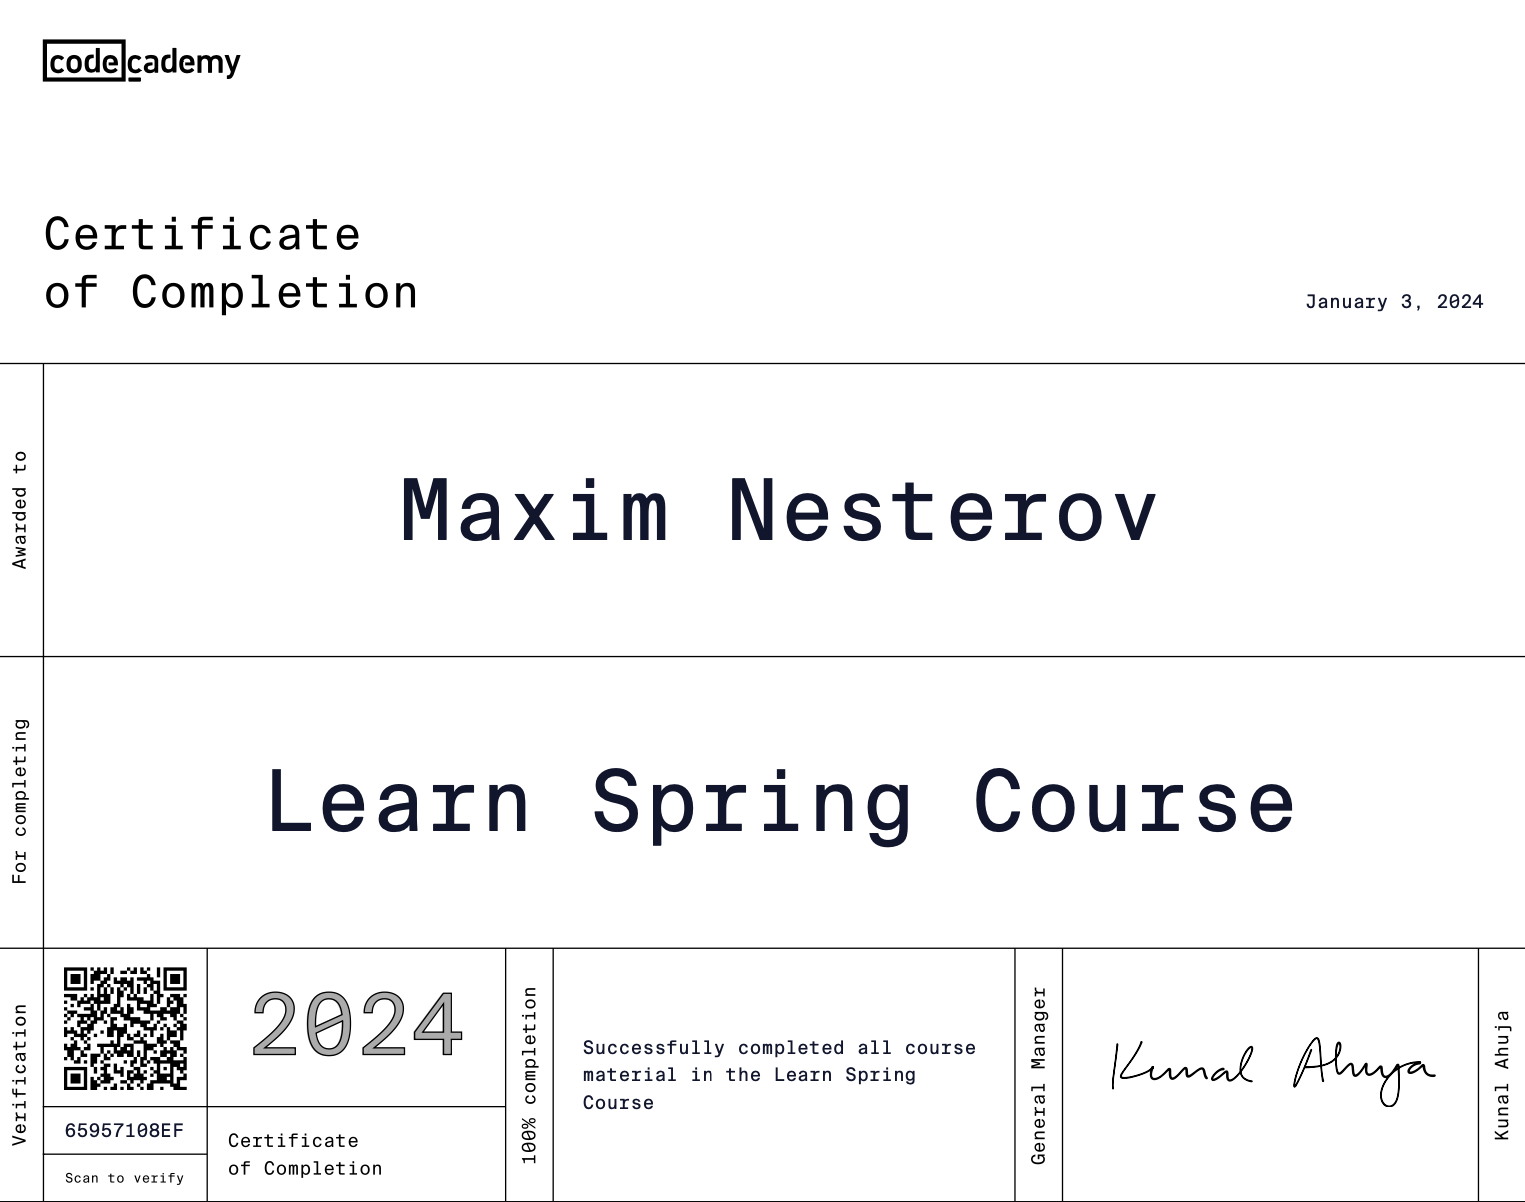 codecademy
Certificate
of Completion
January 3, 2024
Awarded to
Maxim Nesterov
For completing
Learn Spring Course
Verification
65957108EF
Scan to verify
2024
Certificate
of Completion
100% completion
Successfully completed all course
material in the Learn Spring
Course
General Manager
Kunal Ahuja
Kunal Ahuja